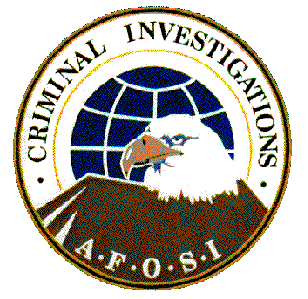 · CRIMINAL INVESTIGATIONS ·
A·F·O·S·I